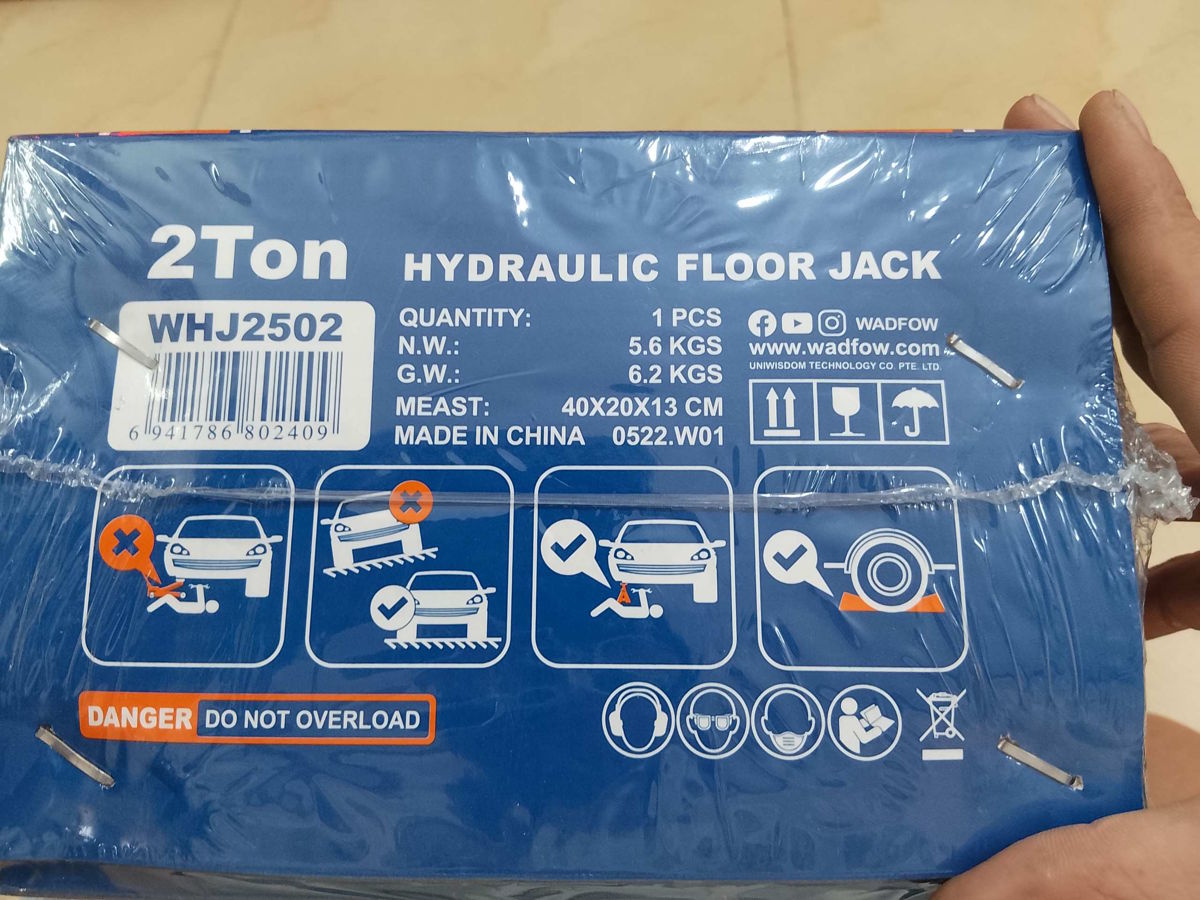 2Ton
HYDRAULIC FLOOR JACK
WHJ2502
6 941786 802409
QUANTITY: 1 PCS
N.W.: 5.6 KGS
G.W.: 6.2 KGS
MEAST: 40X20X13 CM
MADE IN CHINA 0522.W01
WADFOW
www.wadfow.com
UNIWISDOM TECHNOLOGY CO. PTE. LTD.
DANGER DO NOT OVERLOAD